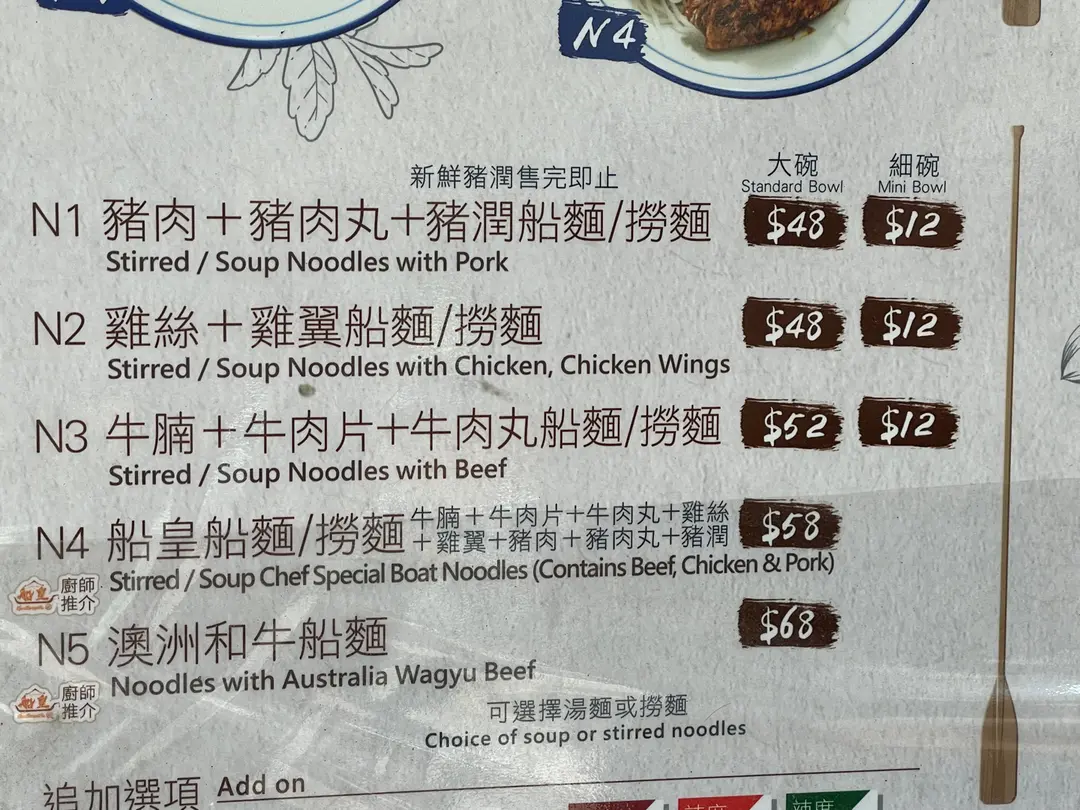 N4
新鮮豬潤售完即止
大碗 細碗
Standard Bowl Mini Bowl
N1 豬肉＋豬肉丸＋豬潤船麵/撈麵 $48 $12
Stirred / Soup Noodles with Pork
N2 雞絲＋雞翼船麵/撈麵 $48 $12
Stirred / Soup Noodles with Chicken, Chicken Wings
N3 牛腩＋牛肉片＋牛肉丸船麵/撈麵 $52 $12
Stirred / Soup Noodles with Beef
N4 船皇船麵/撈麵 牛腩＋牛肉片＋牛肉丸＋雞絲 $58
＋雞翼＋豬肉＋豬肉丸＋豬潤
Stirred / Soup Chef Special Boat Noodles (Contains Beef, Chicken & Pork)
船皇 廚師
推介
N5 澳洲和牛船麵 $68
Noodles with Australia Wagyu Beef
船皇 廚師
推介
可選擇湯麵或撈麵
Choice of soup or stirred noodles
追加選項 Add on
辣度 辣度